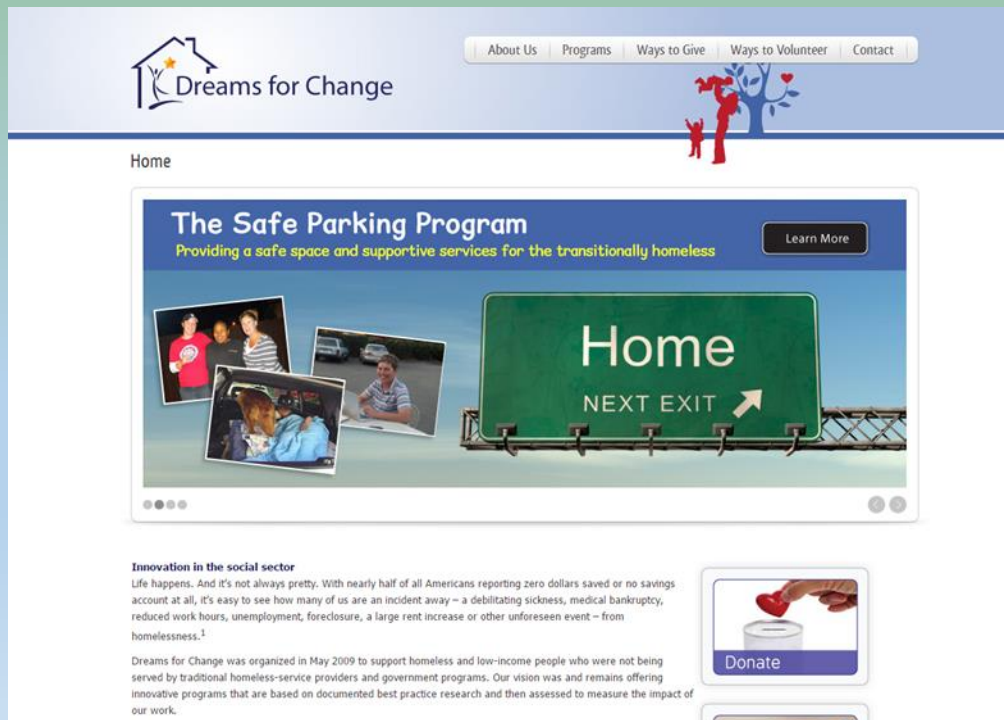 About Us
Programs
Ways to Give
Ways to Volunteer
Contact
Dreams for Change
Home
The Safe Parking Program
Learn More
Providing a safe space and supportive services for the transitionally homeless
Home
NEXT EXIT
Innovation in the social sector
Life happens. And it's not always pretty. With nearly half of all Americans reporting zero dollars saved or no savings
account at all, it's easy to see how many of us are an incident away – a debilitating sickness, medical bankruptcy,
reduced work hours, unemployment, foreclosure, a large rent increase or other unforeseen event – from
homelessness.1
Dreams for Change was organized in May 2009 to support homeless and low-income people who were not being
served by traditional homeless-service providers and government programs. Our vision was and remains offering
innovative programs that are based on documented best practice research and then assessed to measure the impact of
our work.
Donate